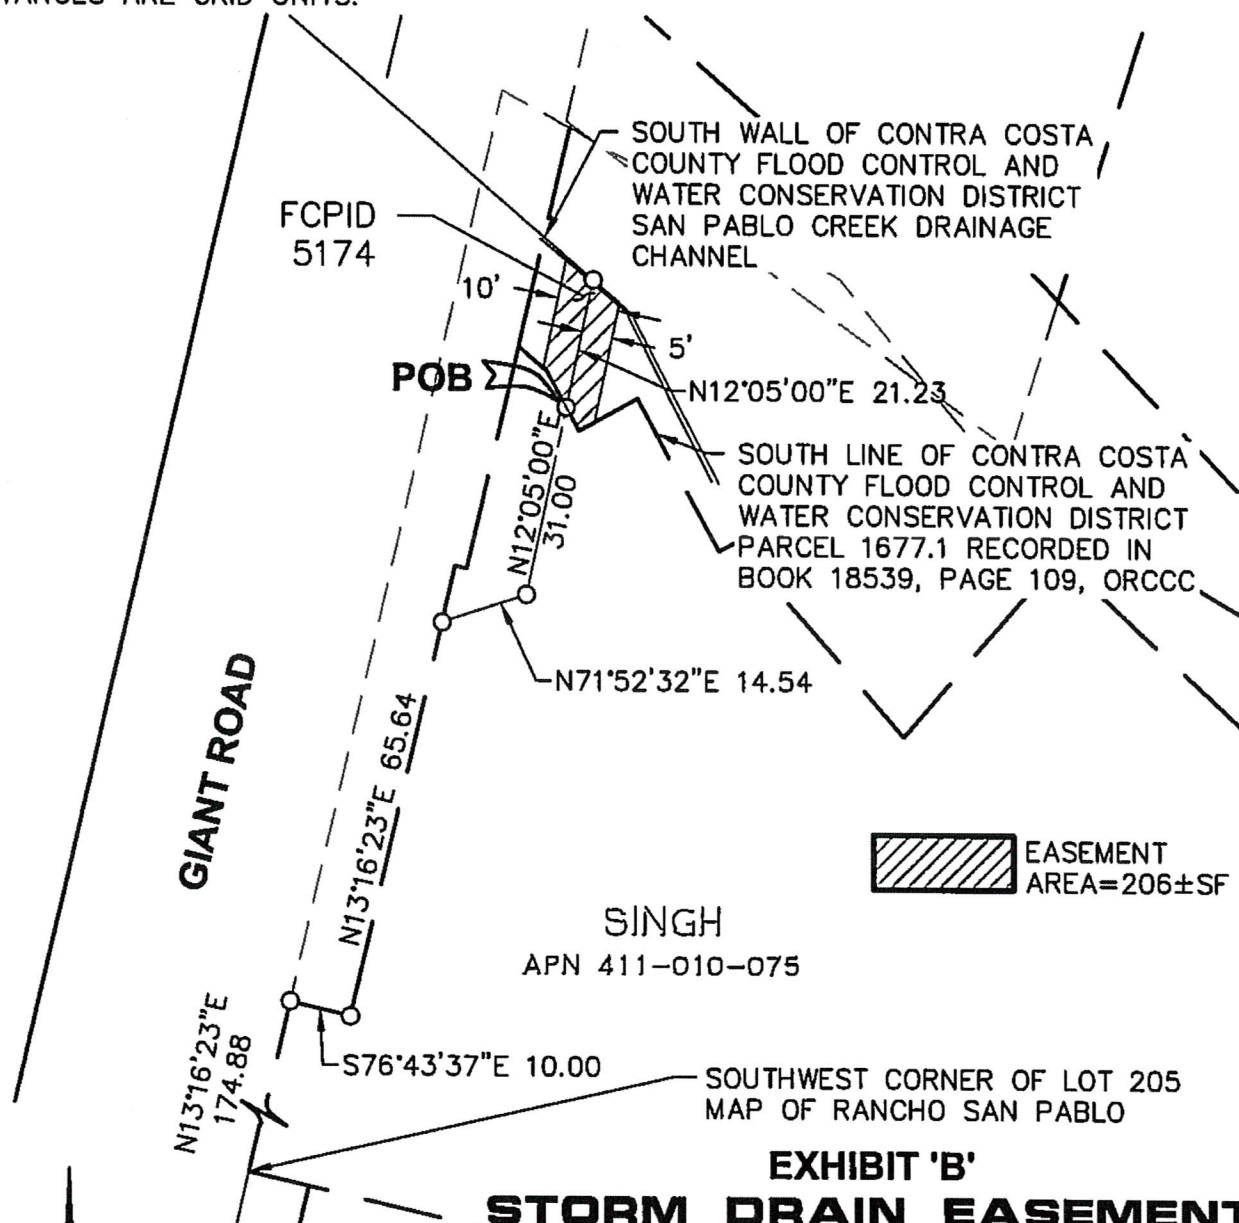 SOUTH WALL OF CONTRA COSTA
COUNTY FLOOD CONTROL AND
WATER CONSERVATION DISTRICT
SAN PABLO CREEK DRAINAGE
CHANNEL
FCPID
5174
10'
5'
POB
N12°05'00"E 21.23
SOUTH LINE OF CONTRA COSTA
COUNTY FLOOD CONTROL AND
WATER CONSERVATION DISTRICT
PARCEL 1677.1 RECORDED IN
BOOK 18539, PAGE 109, ORCCC
N12°05'00"E
31.00
N71°52'32"E 14.54
GIANT ROAD
N13°16'23"E 65.64
EASEMENT
AREA=206±SF
SINGH
APN 411-010-075
N13°16'23"E
174.88
S76°43'37"E 10.00
SOUTHWEST CORNER OF LOT 205
MAP OF RANCHO SAN PABLO
EXHIBIT 'B'
STORM DRAIN EASEMENT